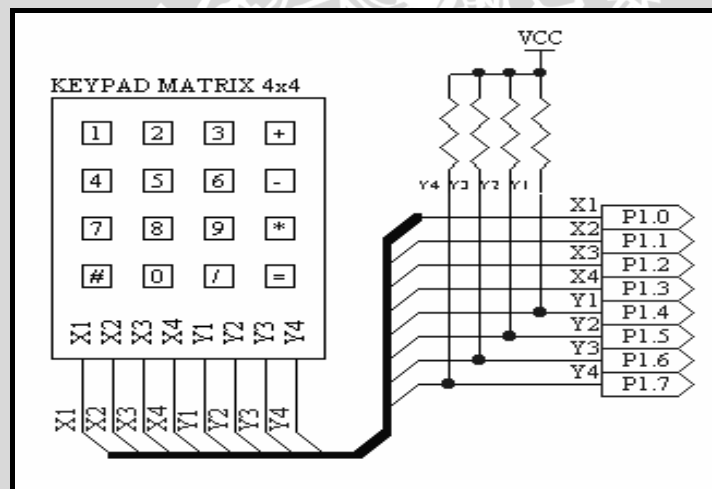 VCC
KEYPAD MATRIX 4x4
1 2 3 +
4 5 6 -
7 8 9 *
# 0 / =
X1 X2 X3 X4 Y1 Y2 Y3 Y4
X1 X2 X3 X4 Y1 Y2 Y3 Y4
Y4 Y3 Y2 Y1
X1 P1.0
X2 P1.1
X3 P1.2
X4 P1.3
Y1 P1.4
Y2 P1.5
Y3 P1.6
Y4 P1.7